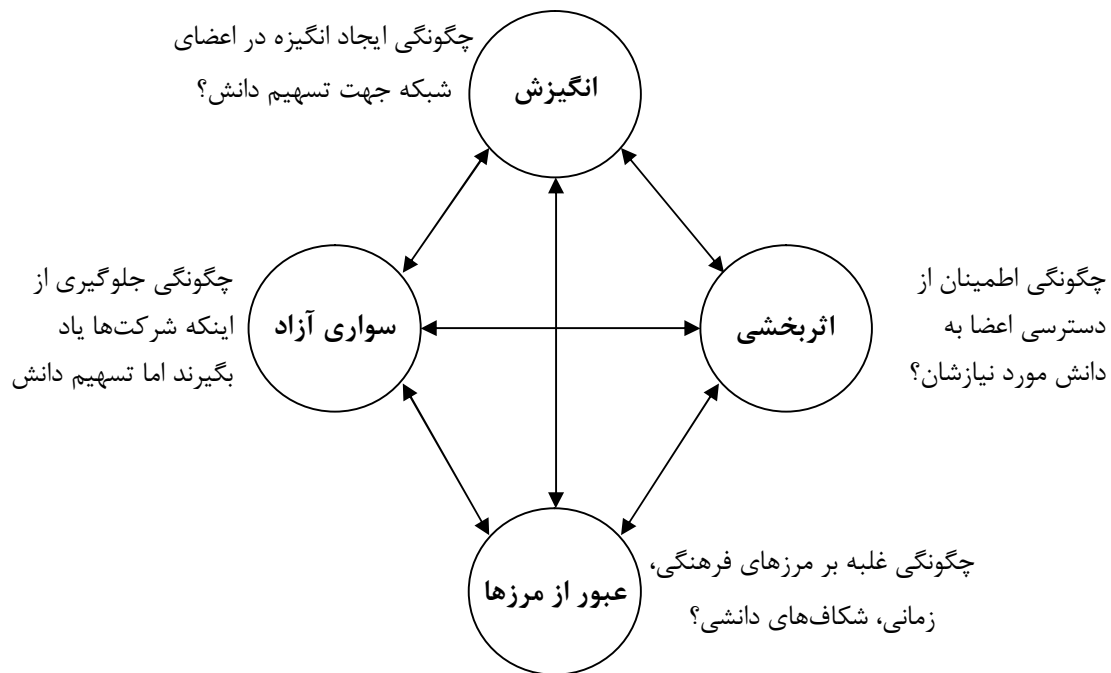 چگونگی ایجاد انگیزه در اعضای
شبکه جهت تسهیم دانش؟
انگیزش
چگونگی اطمینان از
دسترسی اعضا به
دانش مورد نیازشان؟
اثربخشی
سواری آزاد
چگونگی جلوگیری از
اینکه شرکت‌ها یاد
بگیرند اما تسهیم دانش
عبور از مرزها
چگونگی غلبه بر مرزهای فرهنگی،
زمانی، شکاف‌های دانشی؟